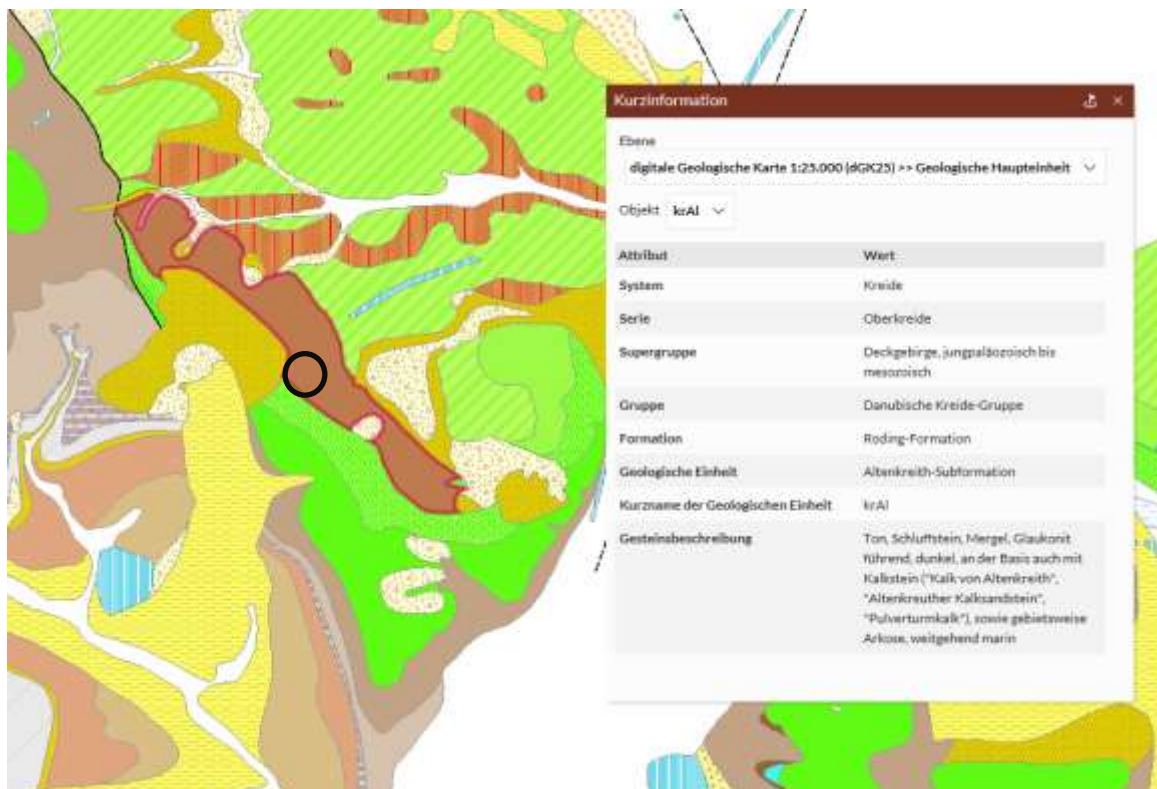 Kurzinformation
Ebene
digitale Geologische Karte 1:25.000 (dGK25) >> Geologische Haupteinheit
Objekt krAl
Attribut Wert
System Kreide
Serie Oberkreide
Supergruppe Deckgebirge, jungpaläozoisch bis
mesozoisch
Gruppe Danubische Kreide-Gruppe
Formation Roding-Formation
Geologische Einheit Altenkreith-Subformation
Kurzname der Geologischen Einheit krAl
Gesteinsbeschreibung Ton, Schluffstein, Mergel, Glaukonit
führend, dunkel, an der Basis auch mit
Kalkstein ("Kalk von Altenkreith",
"Altenkreuther Kalksandstein",
"Pulverturmkalk"), sowie gebietsweise
Arkose, weitgehend marin